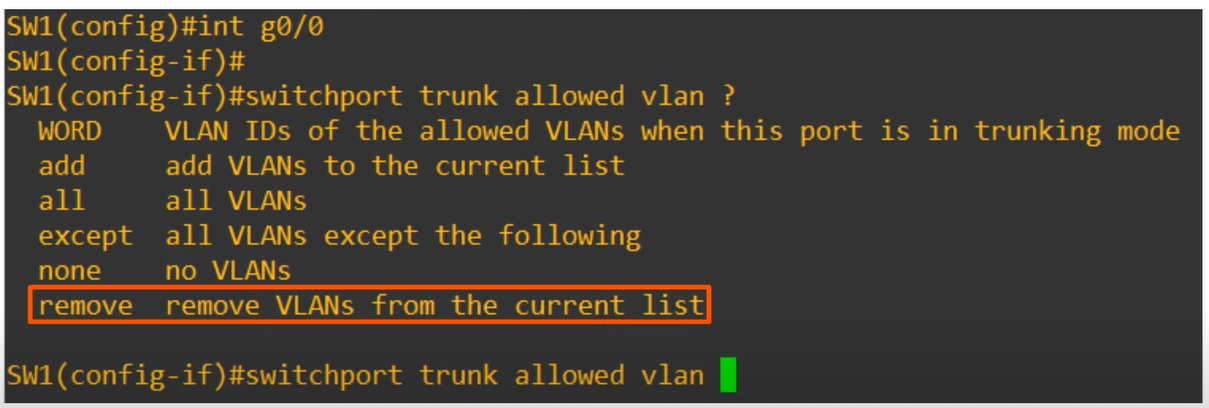 SW1(config)#int g0/0
SW1(config-if)#
SW1(config-if)#switchport trunk allowed vlan ?
  WORD    VLAN IDs of the allowed VLANs when this port is in trunking mode
  add     add VLANs to the current list
  all     all VLANs
  except  all VLANs except the following
  none    no VLANs
  remove  remove VLANs from the current list
SW1(config-if)#switchport trunk allowed vlan